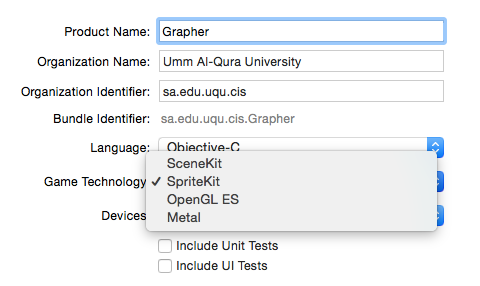 Product Name: Grapher
Organization Name: Umm Al-Qura University
Organization Identifier: sa.edu.uqu.cis
Bundle Identifier: sa.edu.uqu.cis.Grapher
Language: Objective-C
SceneKit
Game Technology ✓ SpriteKit
OpenGL ES
Devices
Metal
Include Unit Tests
Include UI Tests